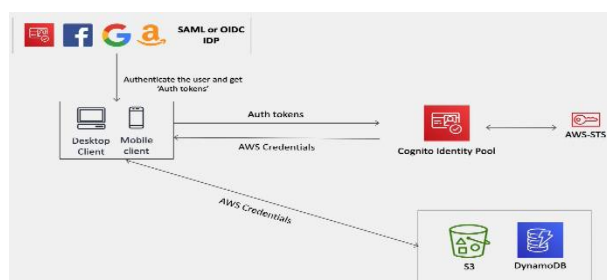 SAML or OIDC
IDP
Authenticate the user and get
'Auth tokens'
Auth tokens
AWS Credentials
Desktop
Client
Mobile
client
Cognito Identity Pool
AWS-STS
AWS Credentials
S3
DynamoDB